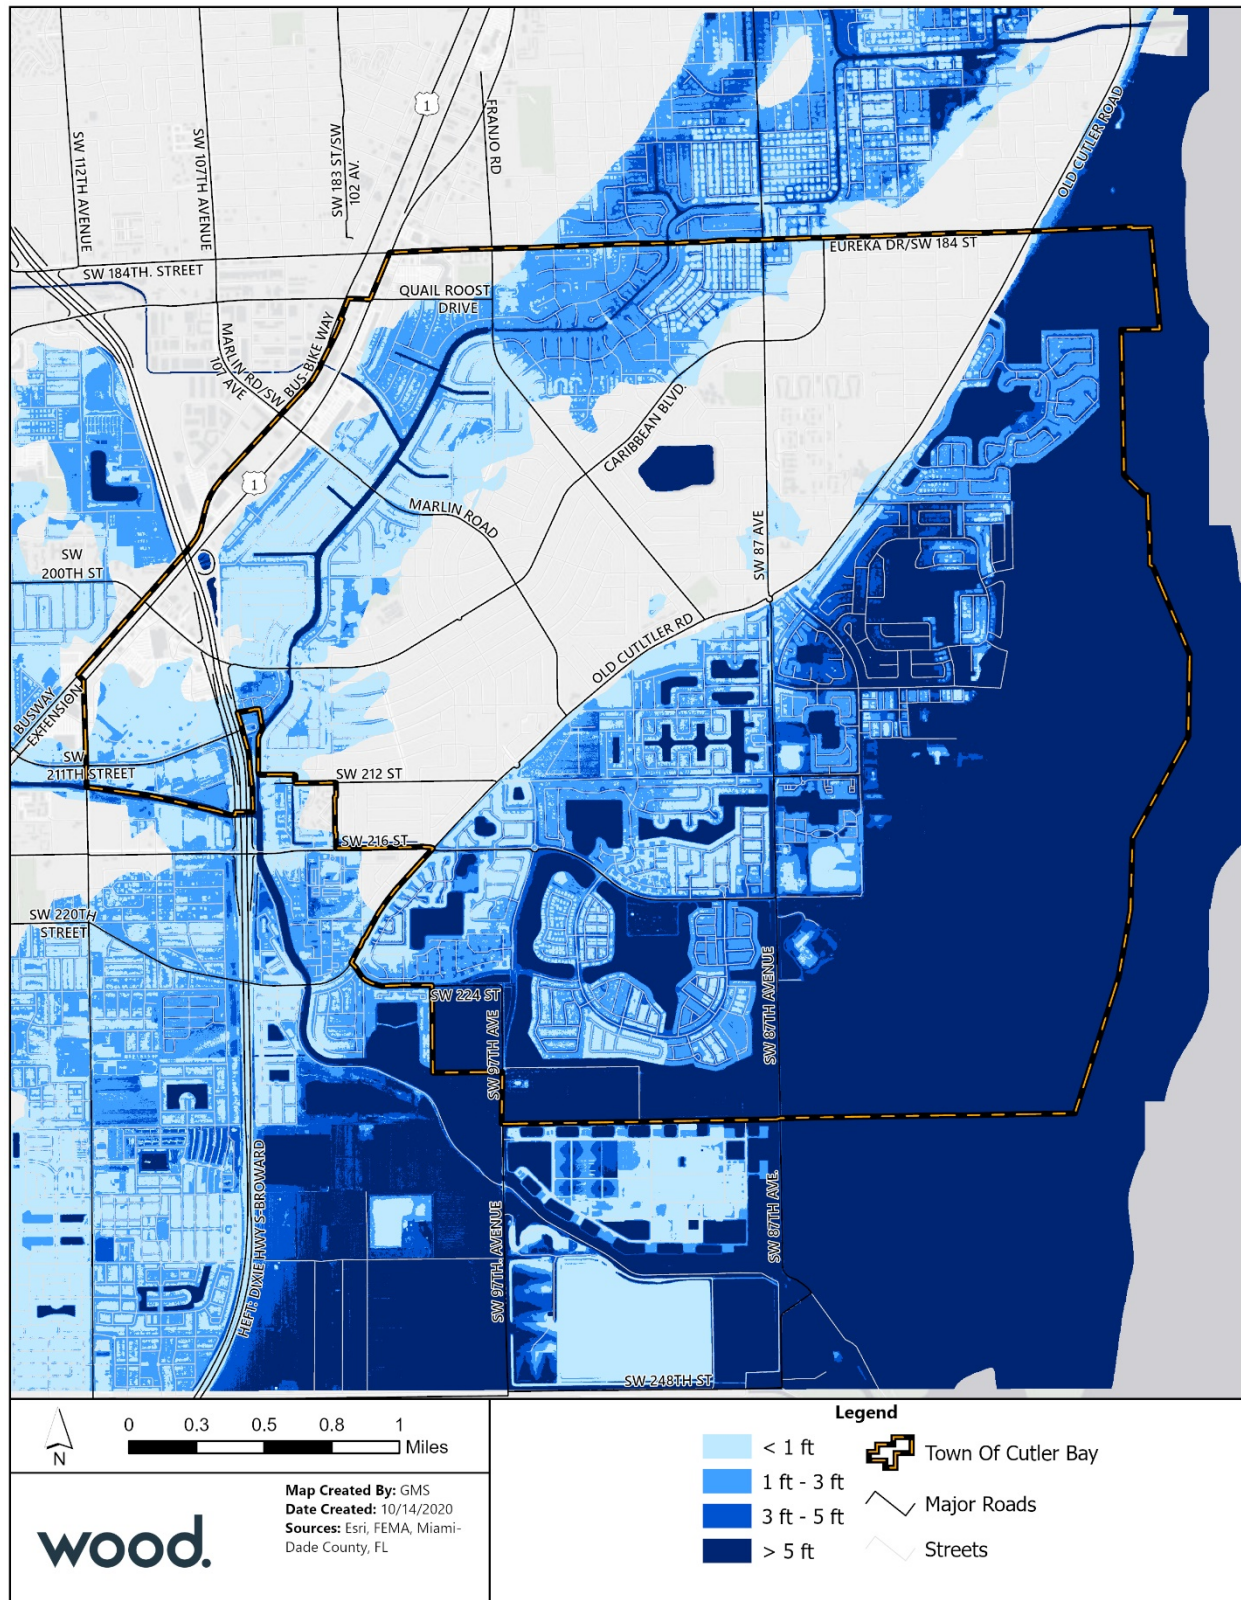 1
FRANJO RD
OLD CUTLER ROAD
SW 112TH AVENUE
SW 107TH AVENUE
SW 183 ST/SW
102 AV.
EUREKA DR/SW 184 ST
SW 184TH. STREET
QUAIL ROOST
DRIVE
MARLIN RD/SW
107 AVE
BUS-BIKE WAY
CARIBBEAN BLVD.
1
MARLIN ROAD
SW 87 AVE
SW
200TH ST
OLD CUTLTLER RD
BUSWAY
EXTENSION
SW
211TH STREET
SW 212 ST
SW 216 ST
SW 220TH
STREET
SW 224 ST
SW 97TH AVE
SW 87TH AVENUE
HEFT: DIXIE HWY S-BROWARD
SW 97TH. AVENUE
SW 87TH AVE.
SW 248TH ST
N
0 0.3 0.5 0.8 1
Miles
Map Created By: GMS
Date Created: 10/14/2020
Sources: Esri, FEMA, Miami-
Dade County, FL
wood.
Legend
< 1 ft
1 ft - 3 ft
3 ft - 5 ft
> 5 ft
Town Of Cutler Bay
Major Roads
Streets